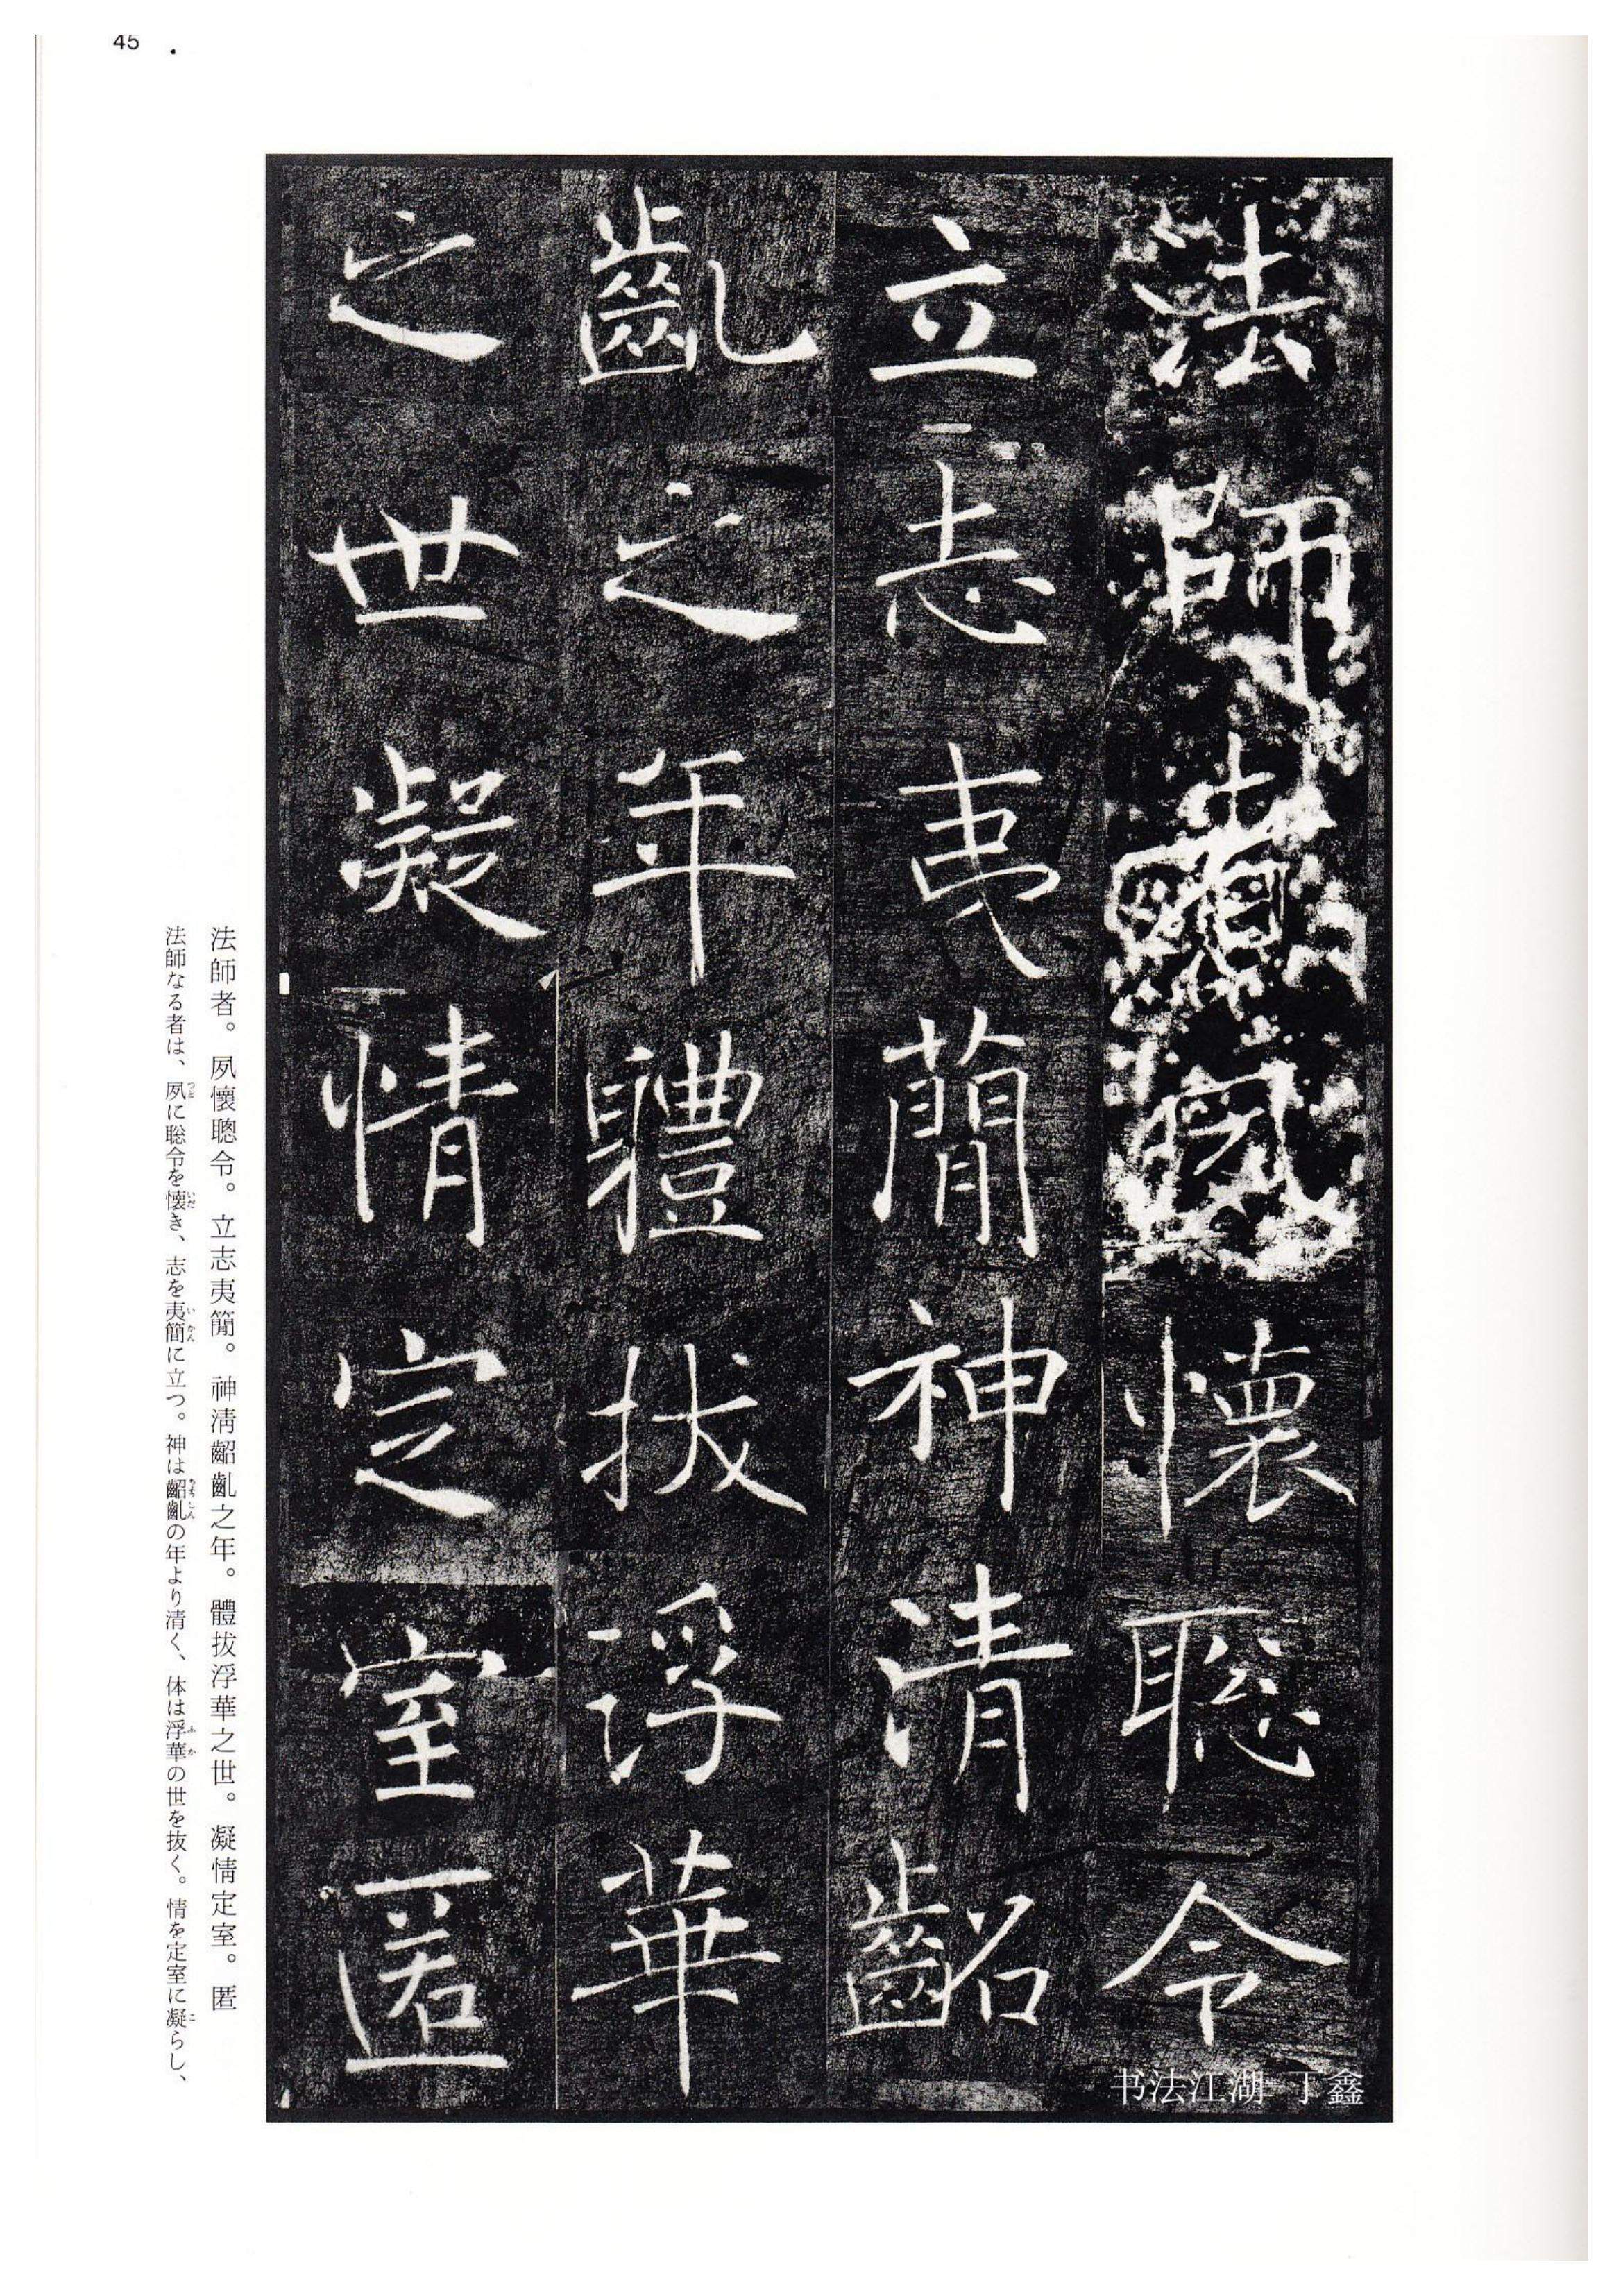 45
法師者夙懷聰令
立志夷簡神清齠
齔之年體拔浮華
之世凝情定室匿
书法江湖 丁鑫
法師者。夙懷聰令。立志夷簡。神淸齠齔之年。體拔浮華之世。凝情定室。匿
法師なる者は、夙に聡令を懐き、志を夷簡に立つ。神は齠齔の年より清く、体は浮華の世を抜く。情を定室に凝らし、